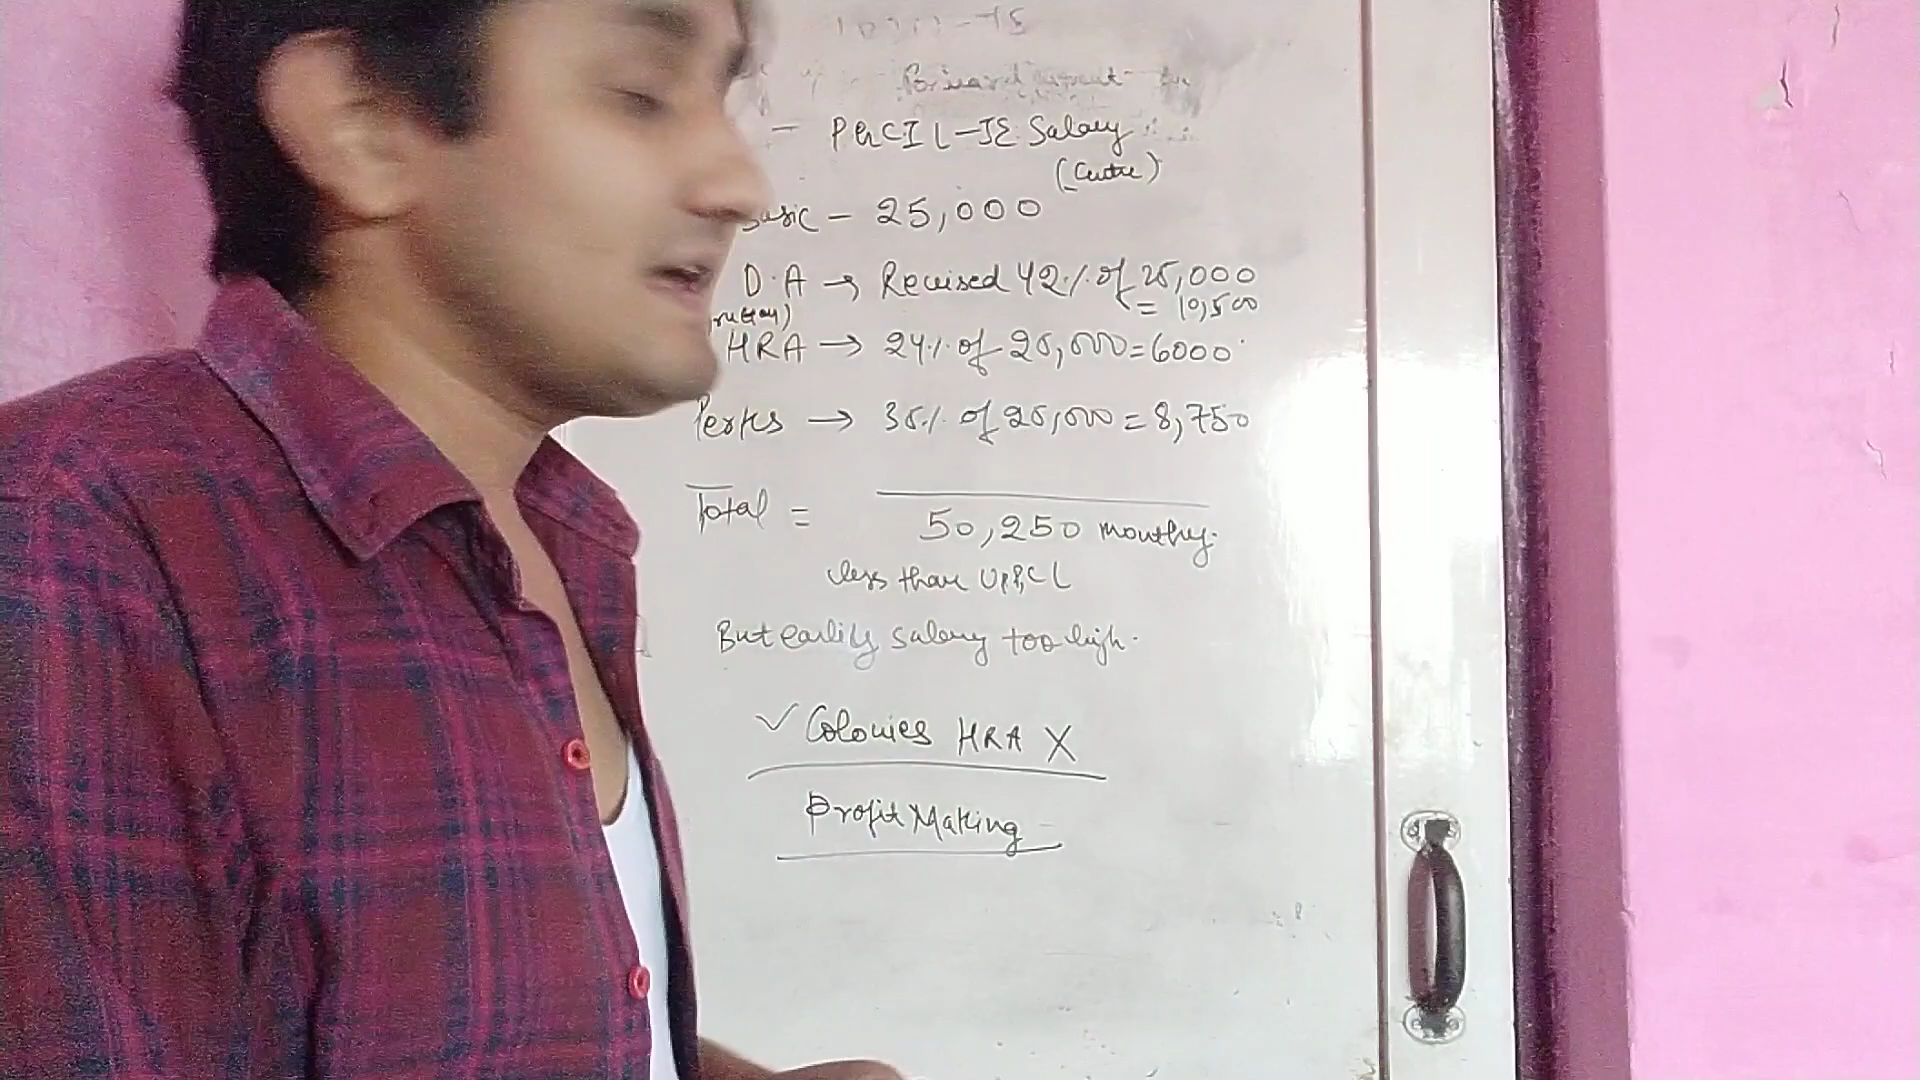 - PGCIL-JE Salary
(Centre)
Basic - 25,000
D.A → Revised 42% of 25,000
= 10,500
HRA → 24% of 25,000 = 6000
Perks → 35% of 25,000 = 8,750
Total =
50,250 monthly.
less than UPPCL
But earlily salary too high.
✓ Colonies HRA X
Profit Making